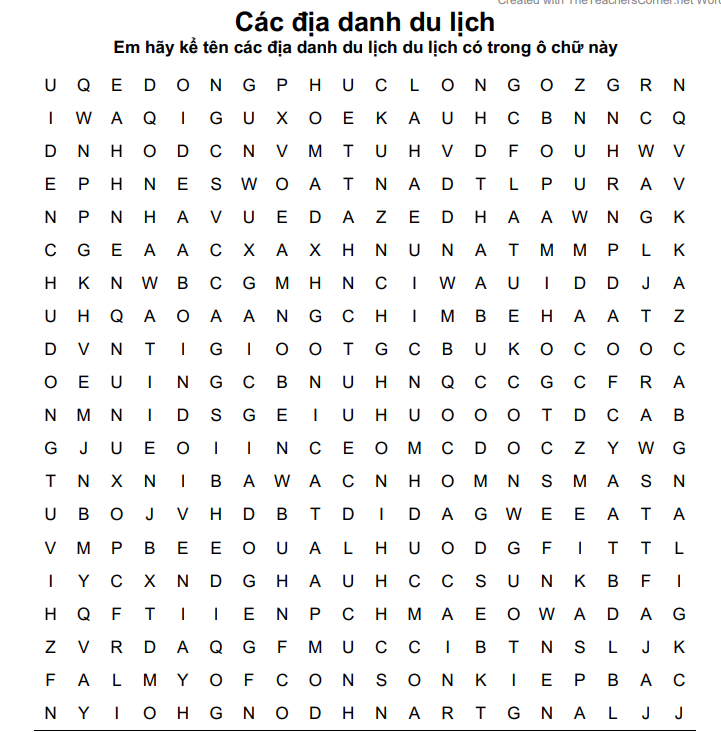 Created with TheTeachersCorner.net Wor
Các địa danh du lịch
Em hãy kể tên các địa danh du lịch du lịch có trong ô chữ này
U Q E D O N G P H U C L O N G O Z G R N
I W A Q I G U X O E K A U H C B N N C Q
D N H O D C N V M T U H V D F O U H W V
E P H N E S W O A T N A D T L P U R A V
N P N H A V U E D A Z E D H A A W N G K
C G E A A C X A X H N U N A T M M P L K
H K N W B C G M H N C I W A U I D D J A
U H Q A O A A N G C H I M B E H A A T Z
D V N T I G I O O T G C B U K O C O O C
O E U I N G C B N U H N Q C C G C F R A
N M N I D S G E I U H U O O O T D C A B
G J U E O I I N C E O M C D O C Z Y W G
T N X N I B A W A C N H O M N S M A S N
U B O J V H D B T D I D A G W E E A T A
V M P B E E O U A L H U O D G F I T T L
I Y C X N D G H A U H C C S U N K B F I
H Q F T I I E N P C H M A E O W A D A G
Z V R D A Q G F M U C C I B T N S L J K
F A L M Y O F C O N S O N K I E P B A C
N Y I O H G N O D H N A R T G N A L J J